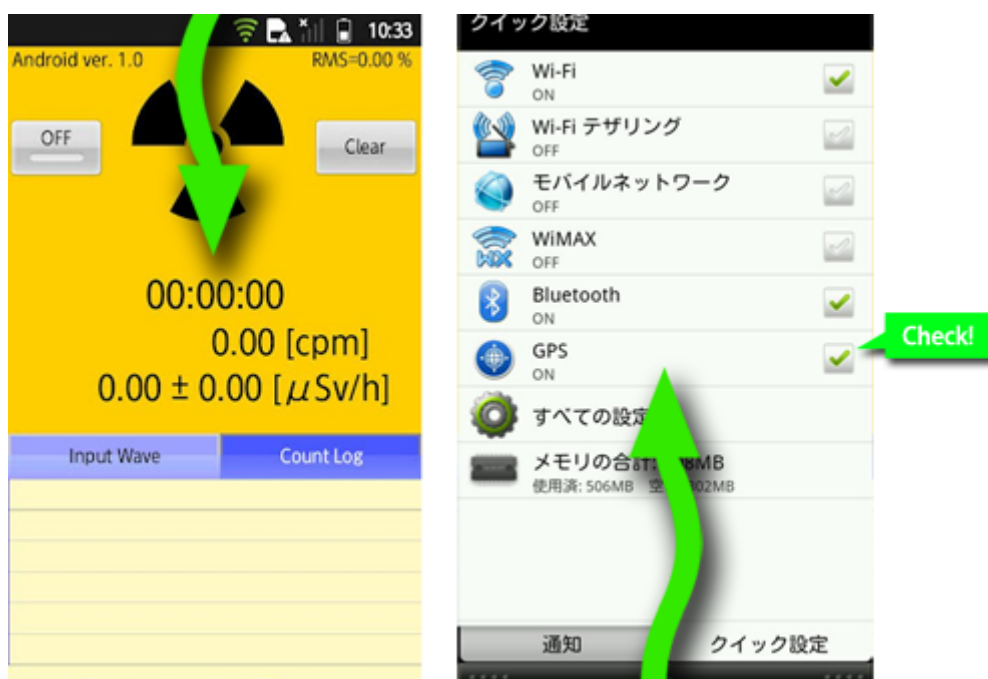 10:33
Android ver. 1.0
RMS=0.00 %
OFF
Clear
00:00:00
0.00 [cpm]
0.00 ± 0.00 [μSv/h]
Input Wave
Count Log
クイック設定
Wi-Fi
ON
Wi-Fi テザリング
OFF
モバイルネットワーク
OFF
WiMAX
OFF
Bluetooth
ON
GPS
ON
Check!
すべての設定
メモリの合計: 8MB
使用済: 506MB 302MB
通知
クイック設定